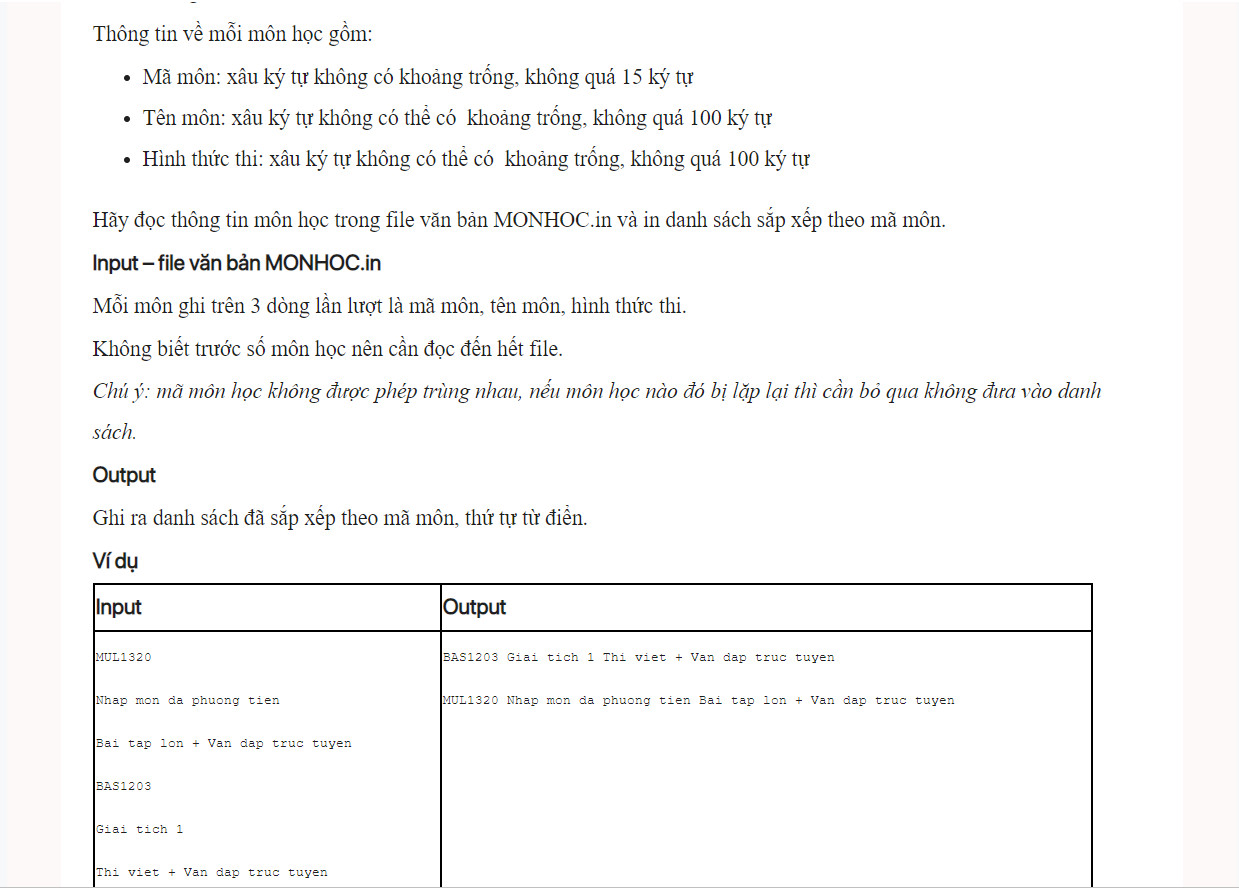 Thông tin về mỗi môn học gồm:
Mã môn: xâu ký tự không có khoảng trống, không quá 15 ký tự
Tên môn: xâu ký tự không có thể có khoảng trống, không quá 100 ký tự
Hình thức thi: xâu ký tự không có thể có khoảng trống, không quá 100 ký tự
Hãy đọc thông tin môn học trong file văn bản MONHOC.in và in danh sách sắp xếp theo mã môn.
Input – file văn bản MONHOC.in
Mỗi môn ghi trên 3 dòng lần lượt là mã môn, tên môn, hình thức thi.
Không biết trước số môn học nên cần đọc đến hết file.
Chú ý: mã môn học không được phép trùng nhau, nếu môn học nào đó bị lặp lại thì cần bỏ qua không đưa vào danh
sách.
Output
Ghi ra danh sách đã sắp xếp theo mã môn, thứ tự từ điển.
Ví dụ
Input Output
MUL1320 BAS1203 Giai tich 1 Thi viet + Van dap truc tuyen
Nhap mon da phuong tien MUL1320 Nhap mon da phuong tien Bai tap lon + Van dap truc tuyen
Bai tap lon + Van dap truc tuyen
BAS1203
Giai tich 1
Thi viet + Van dap truc tuyen